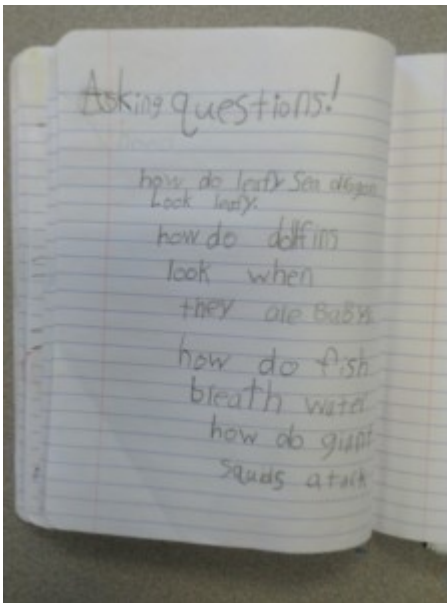 Asking questions!
how do leafy Sea dragon
Look leafy.
how do dolfins
look when
they are BaBys
how do fish
breath water
how do giant
squds atack